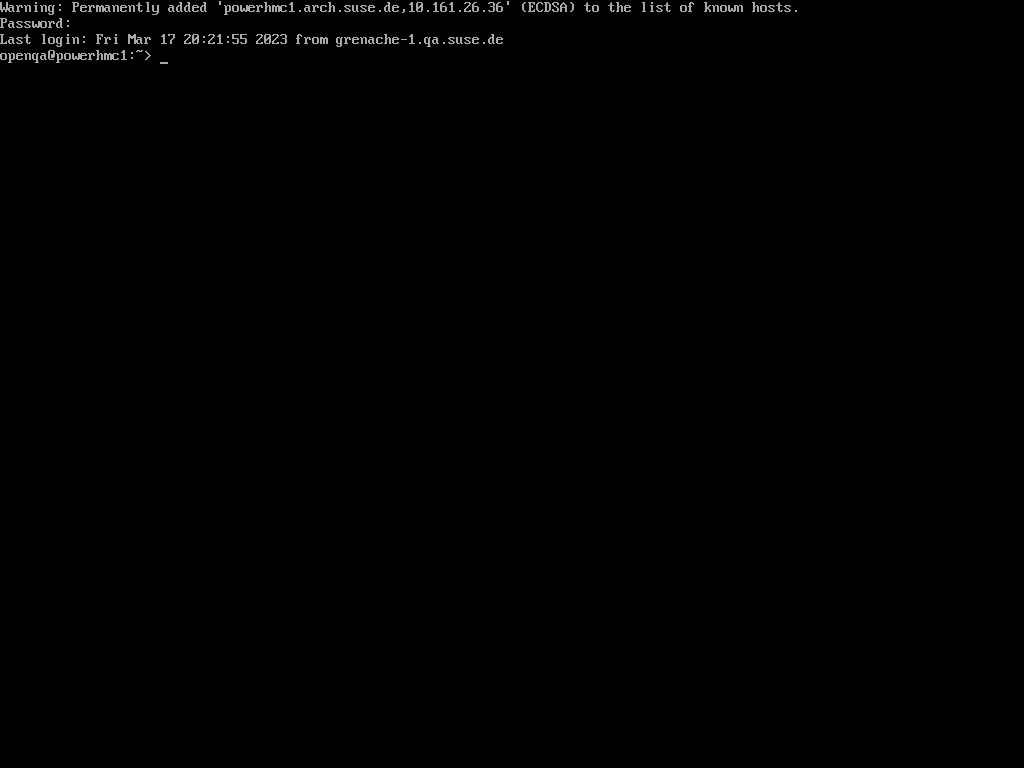 Warning: Permanently added 'powerhmc1.arch.suse.de,10.161.26.36' (ECDSA) to the list of known hosts.
Password:
Last login: Fri Mar 17 20:21:55 2023 from grenache-1.qa.suse.de
openqa@powerhmc1:~> _